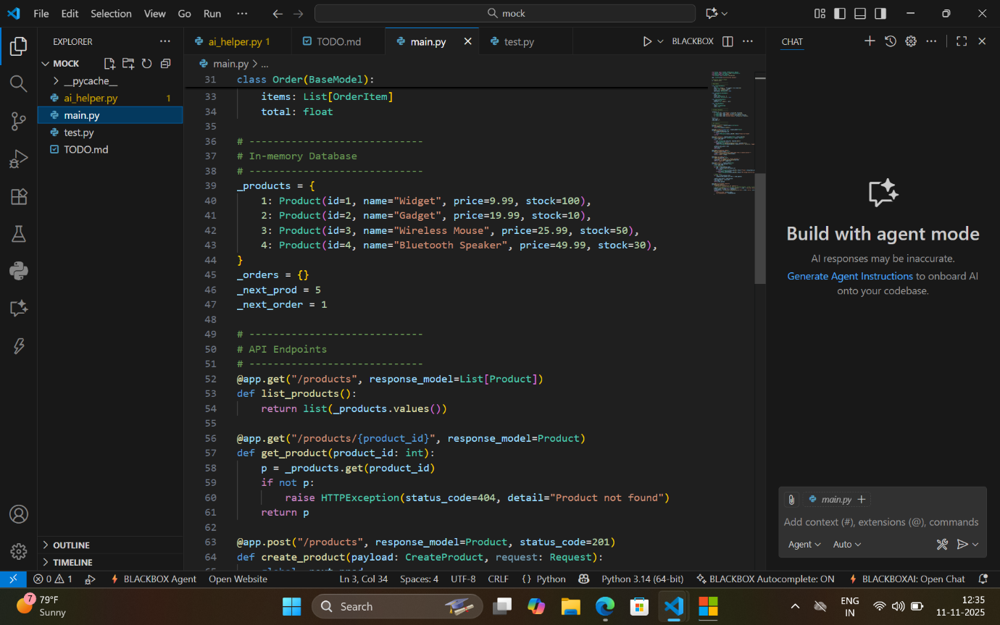 File Edit Selection View Go Run ··· mock
EXPLORER ···
MOCK
__pycache__
ai_helper.py 1
main.py
test.py
TODO.md
OUTLINE
TIMELINE
ai_helper.py 1 TODO.md main.py test.py BLACKBOX ···
main.py > ...
31 class Order(BaseModel):
33 items: List[OrderItem]
34 total: float
35
36 # -----------------------------
37 # In-memory Database
38 # -----------------------------
39 _products = {
40 1: Product(id=1, name="Widget", price=9.99, stock=100),
41 2: Product(id=2, name="Gadget", price=19.99, stock=10),
42 3: Product(id=3, name="Wireless Mouse", price=25.99, stock=50),
43 4: Product(id=4, name="Bluetooth Speaker", price=49.99, stock=30),
44 }
45 _orders = {}
46 _next_prod = 5
47 _next_order = 1
48
49 # -----------------------------
50 # API Endpoints
51 # -----------------------------
52 @app.get("/products", response_model=List[Product])
53 def list_products():
54 return list(_products.values())
55
56 @app.get("/products/{product_id}", response_model=Product)
57 def get_product(product_id: int):
58 p = _products.get(product_id)
59 if not p:
60 raise HTTPException(status_code=404, detail="Product not found")
61 return p
62
63 @app.post("/products", response_model=Product, status_code=201)
64 def create_product(payload: CreateProduct, request: Request):
CHAT ···
Build with agent mode
AI responses may be inaccurate.
Generate Agent Instructions to onboard AI
onto your codebase.
main.py
Add context (#), extensions (@), commands
Agent Auto
0 1 BLACKBOX Agent Open Website Ln 3, Col 34 Spaces: 4 UTF-8 CRLF {} Python Python 3.14 (64-bit) BLACKBOX Autocomplete: ON BLACKBOXAI: Open Chat
7 79°F
Sunny
Search
ENG
IN
12:35
11-11-2025